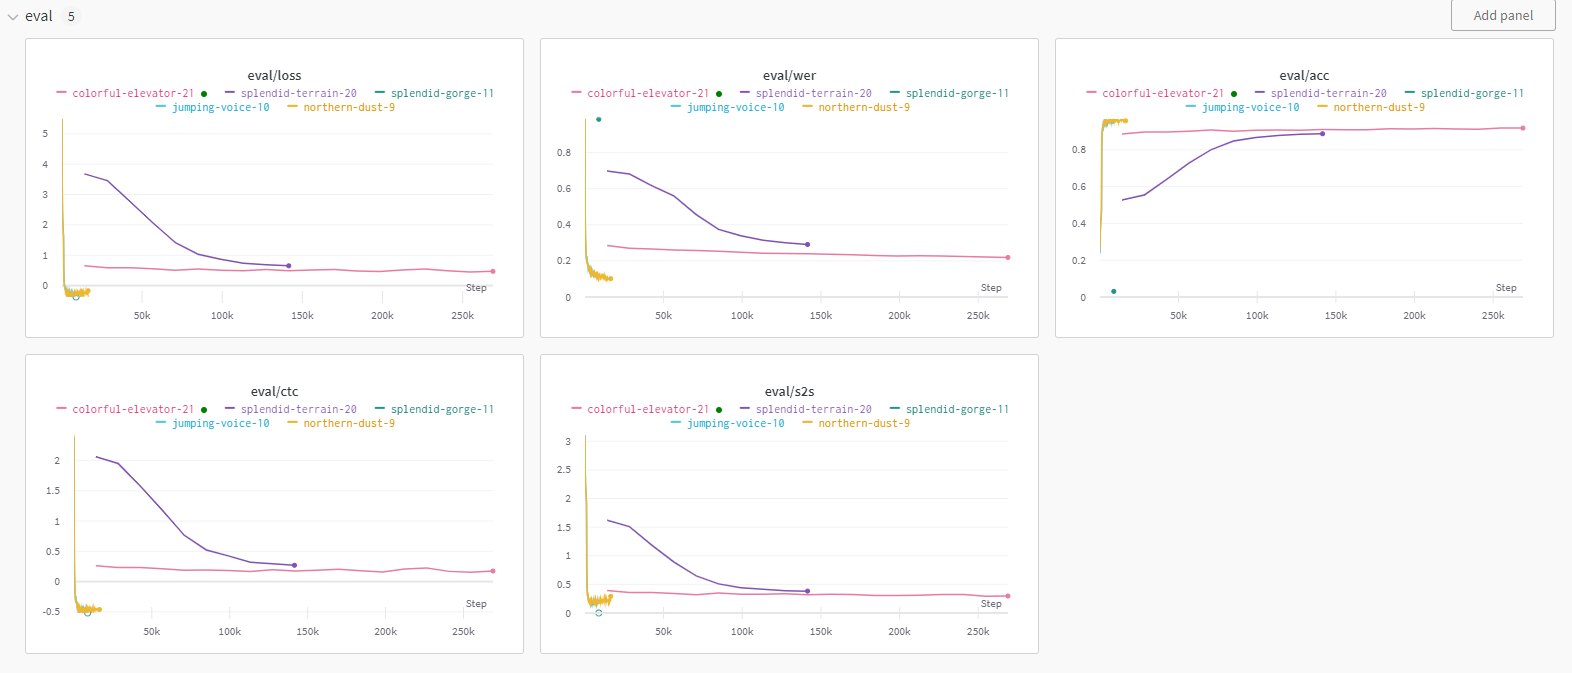 eval 5
Add panel
eval/loss
colorful-elevator-21 splendid-terrain-20 splendid-gorge-11
jumping-voice-10 northern-dust-9
5
4
3
2
1
0
Step
50k 100k 150k 200k 250k
eval/wer
colorful-elevator-21 splendid-terrain-20 splendid-gorge-11
jumping-voice-10 northern-dust-9
0.8
0.6
0.4
0.2
0
Step
50k 100k 150k 200k 250k
eval/acc
colorful-elevator-21 splendid-terrain-20 splendid-gorge-11
jumping-voice-10 northern-dust-9
0.8
0.6
0.4
0.2
0
Step
50k 100k 150k 200k 250k
eval/ctc
colorful-elevator-21 splendid-terrain-20 splendid-gorge-11
jumping-voice-10 northern-dust-9
2
1.5
1
0.5
0
-0.5
Step
50k 100k 150k 200k 250k
eval/s2s
colorful-elevator-21 splendid-terrain-20 splendid-gorge-11
jumping-voice-10 northern-dust-9
3
2.5
2
1.5
1
0.5
0
Step
50k 100k 150k 200k 250k